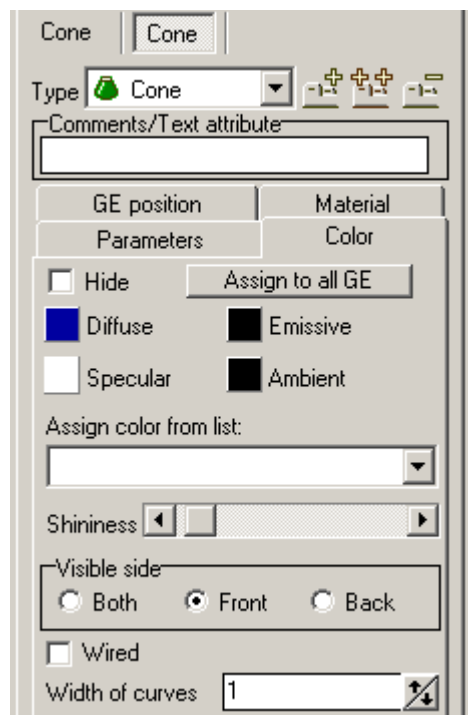 Cone Cone
Type Cone
Comments/Text attribute
GE position Material
Parameters Color
Hide Assign to all GE
Diffuse Emissive
Specular Ambient
Assign color from list:
Shininess
Visible side
Both Front Back
Wired
Width of curves 1